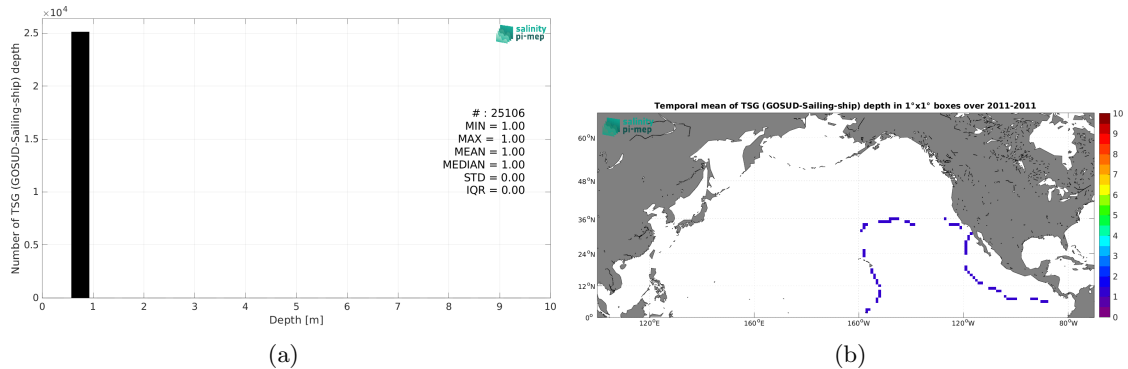 ×10⁴
2.5
2
1.5
1
0.5
0
Number of TSG (GOSUD-Sailing-ship) depth
salinity
pi-mep
# : 25106
MIN = 1.00
MAX = 1.00
MEAN = 1.00
MEDIAN = 1.00
STD = 0.00
IQR = 0.00
0 1 2 3 4 5 6 7 8 9 10
Depth [m]
(a)
Temporal mean of TSG (GOSUD-Sailing-ship) depth in 1°x1° boxes over 2011-2011
salinity
pi-mep
60°N
48°N
36°N
24°N
12°N
0°
120°E 160°E 160°W 120°W 80°W
10
9
8
7
6
5
4
3
2
1
0
(b)